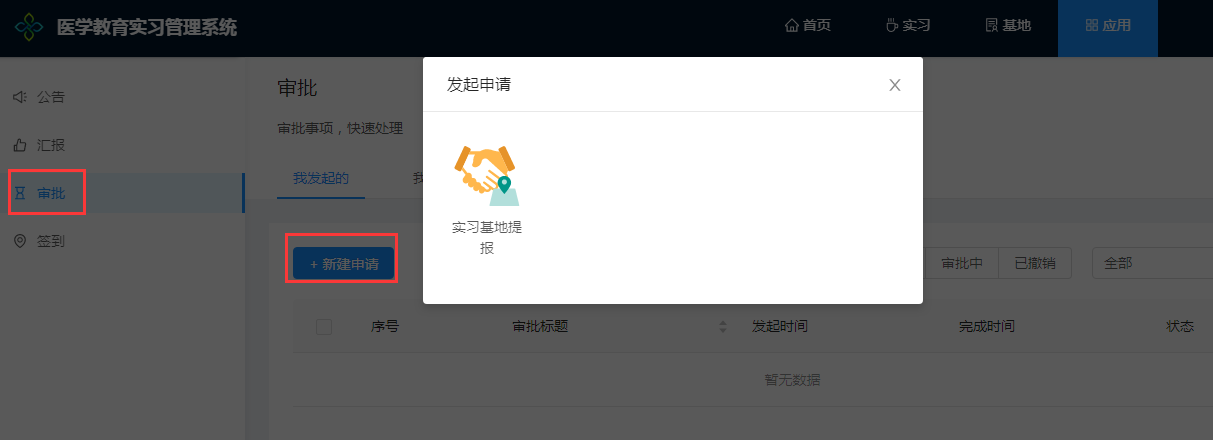 医学教育实习管理系统
首页
实习
基地
应用
公告
汇报
审批
签到
审批
审批事项，快速处理
我发起的
我
发起申请
实习基地提
报
+ 新建申请
审批中
已撤销
全部
序号
审批标题
发起时间
完成时间
状态
暂无数据